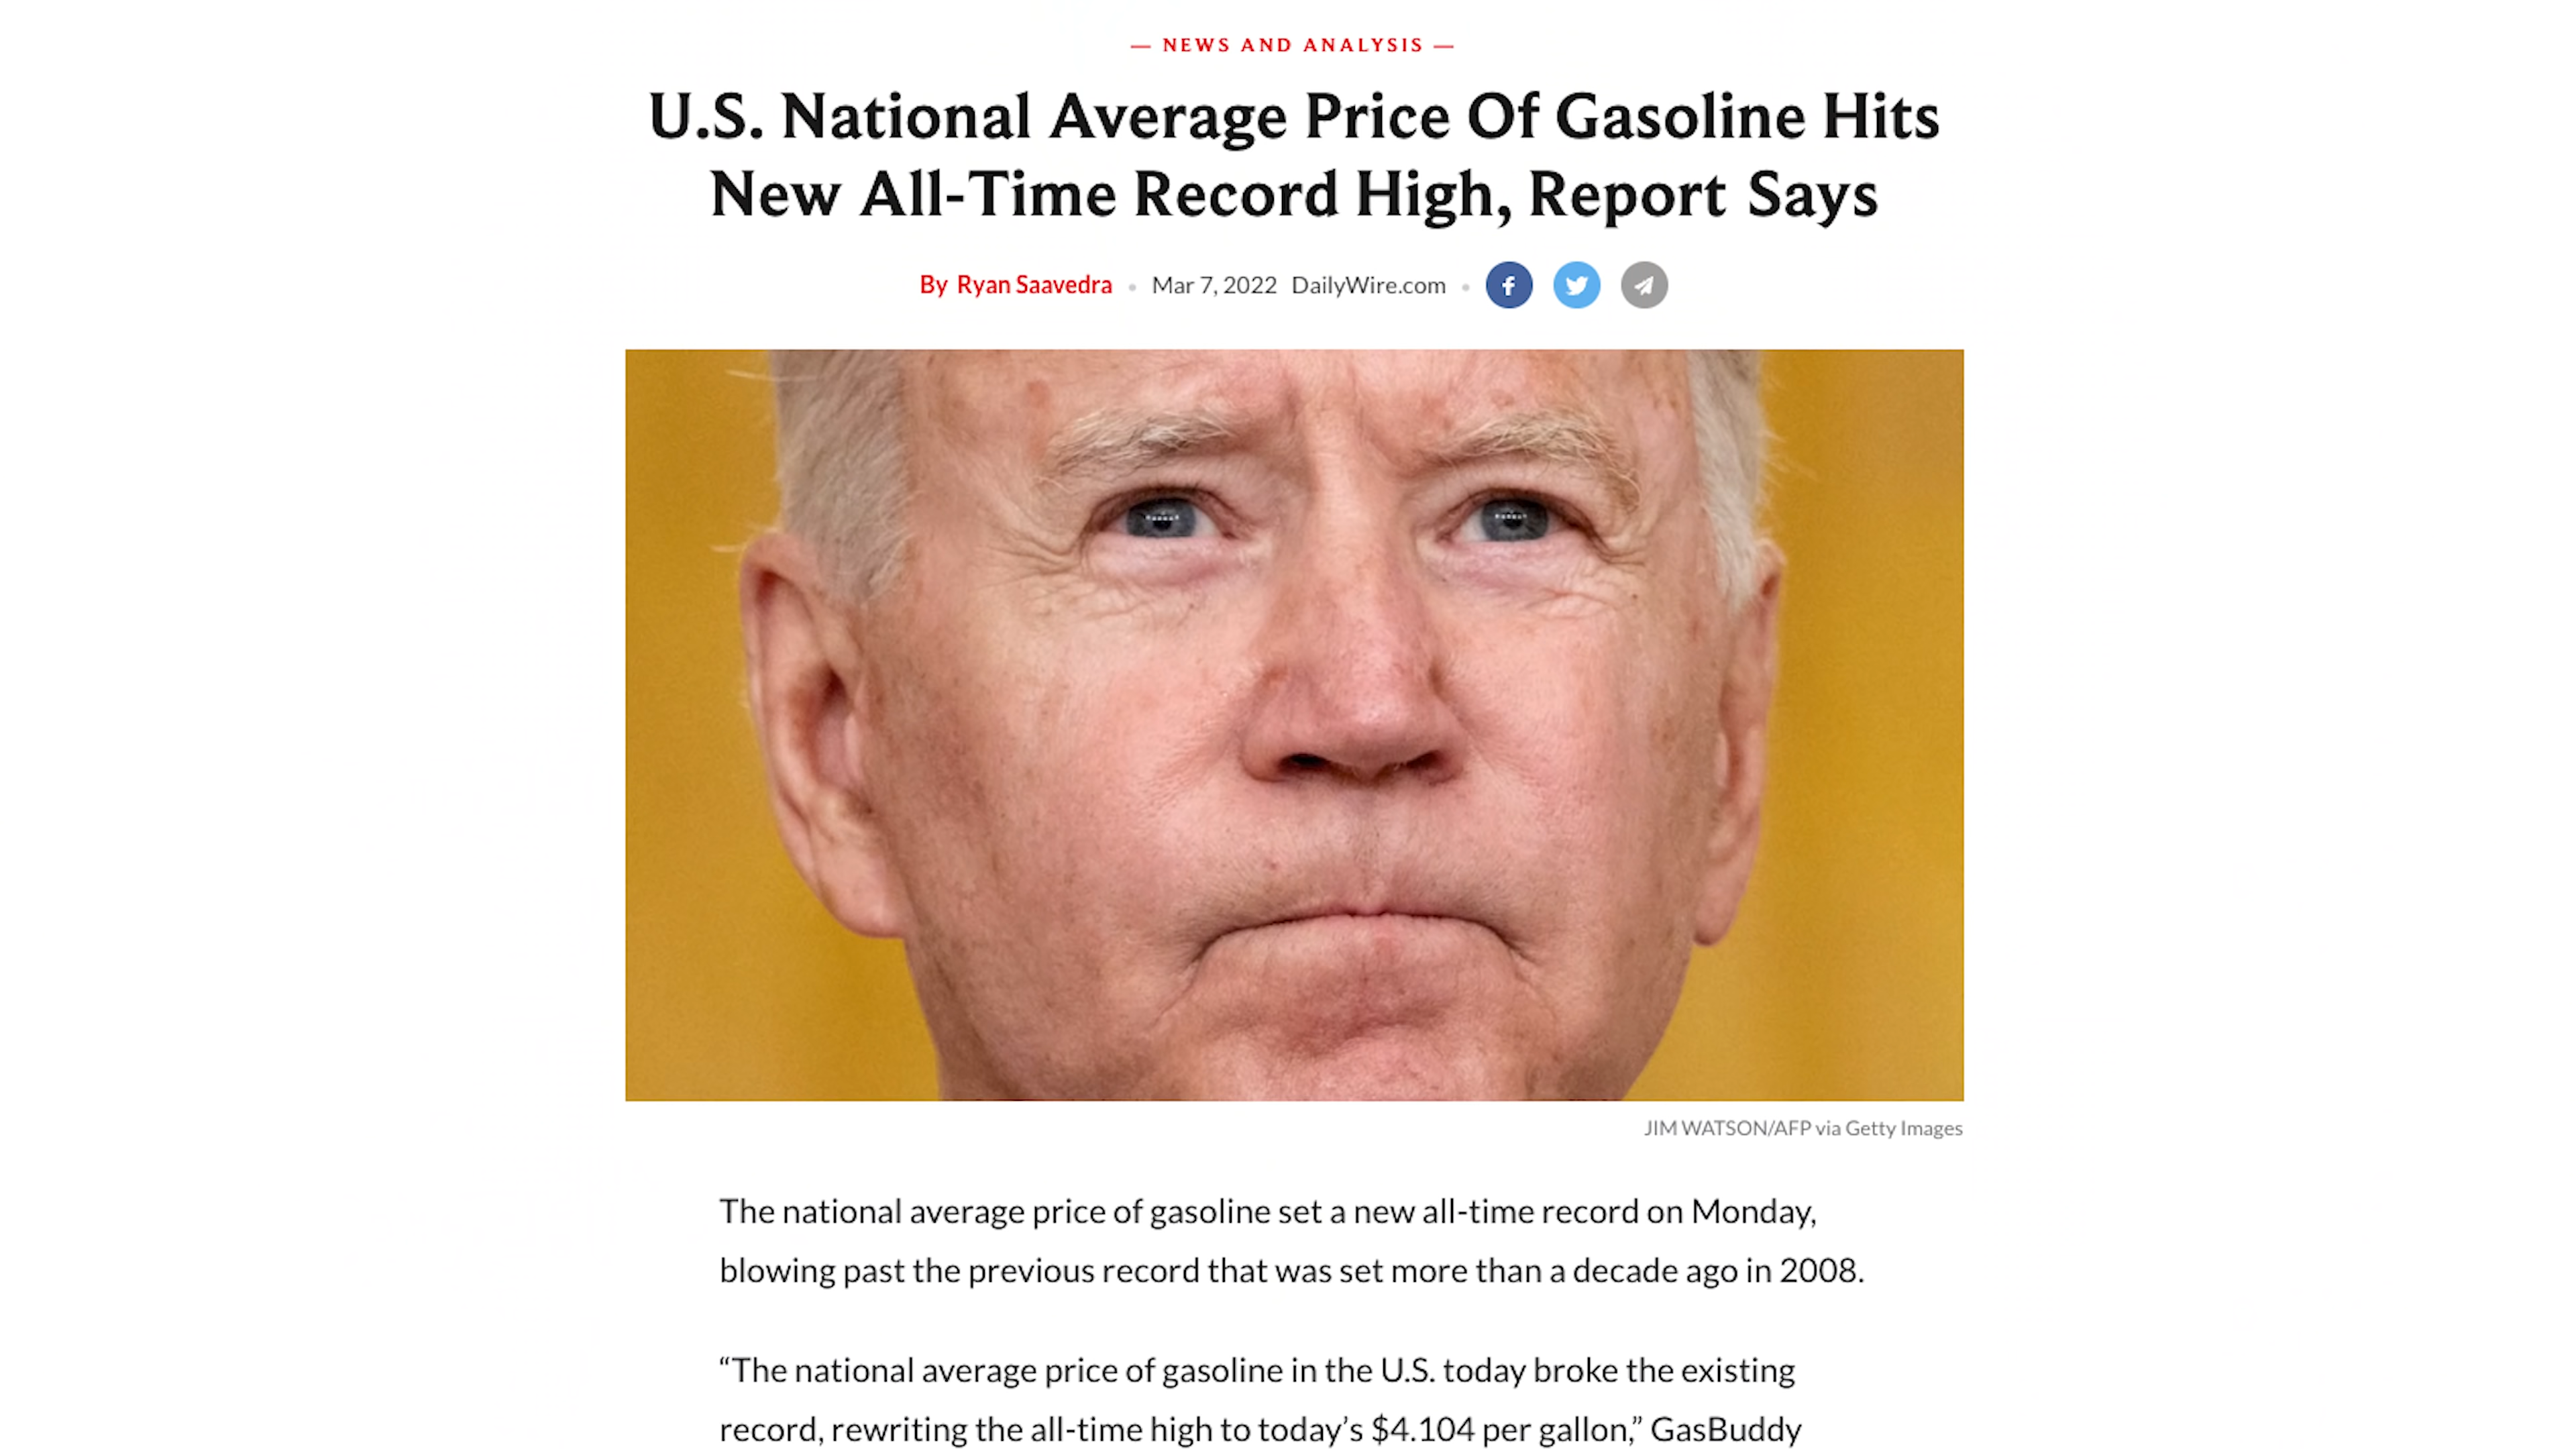 — NEWS AND ANALYSIS —
U.S. National Average Price Of Gasoline Hits
New All-Time Record High, Report Says
By Ryan Saavedra • Mar 7, 2022 DailyWire.com •
JIM WATSON/AFP via Getty Images
The national average price of gasoline set a new all-time record on Monday,
blowing past the previous record that was set more than a decade ago in 2008.
“The national average price of gasoline in the U.S. today broke the existing
record, rewriting the all-time high to today’s $4.104 per gallon,” GasBuddy